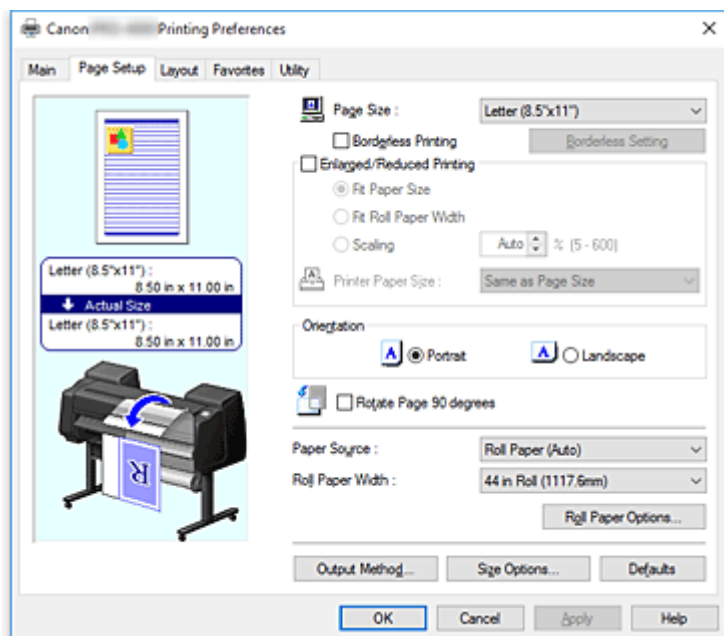 Canon Printing Preferences
Main Page Setup Layout Favorites Utility
Page Size : Letter (8.5"x11")
Borderless Printing Borderless Setting
Enlarged/Reduced Printing
Fit Paper Size
Fit Roll Paper Width
Scaling Auto % (5 - 600)
Printer Paper Size : Same as Page Size
Letter (8.5"x11") :
8.50 in x 11.00 in
Actual Size
Letter (8.5"x11") :
8.50 in x 11.00 in
Orientation
A Portrait A Landscape
Rotate Page 90 degrees
R
Paper Source : Roll Paper (Auto)
Roll Paper Width : 44 in Roll (1117.6mm)
Roll Paper Options...
Output Method... Size Options... Defaults
OK Cancel Apply Help